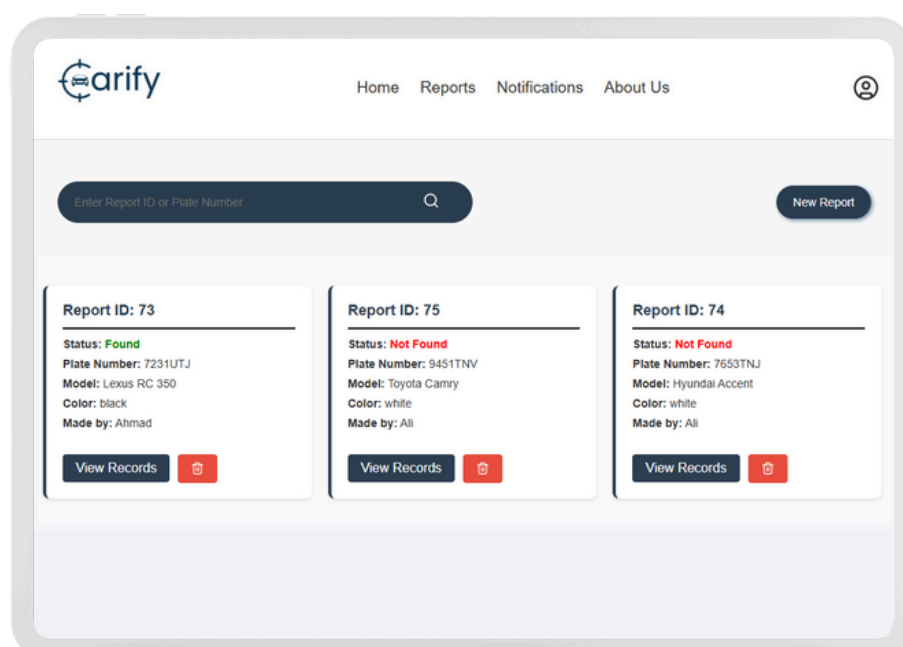 Carify
Home Reports Notifications About Us
Enter Report ID or Plate Number
New Report
Report ID: 73
Status: Found
Plate Number: 7231UTJ
Model: Lexus RC 350
Color: black
Made by: Ahmad
View Records
Report ID: 75
Status: Not Found
Plate Number: 9451TNV
Model: Toyota Camry
Color: white
Made by: Ali
View Records
Report ID: 74
Status: Not Found
Plate Number: 7653TNJ
Model: Hyundai Accent
Color: white
Made by: Ali
View Records